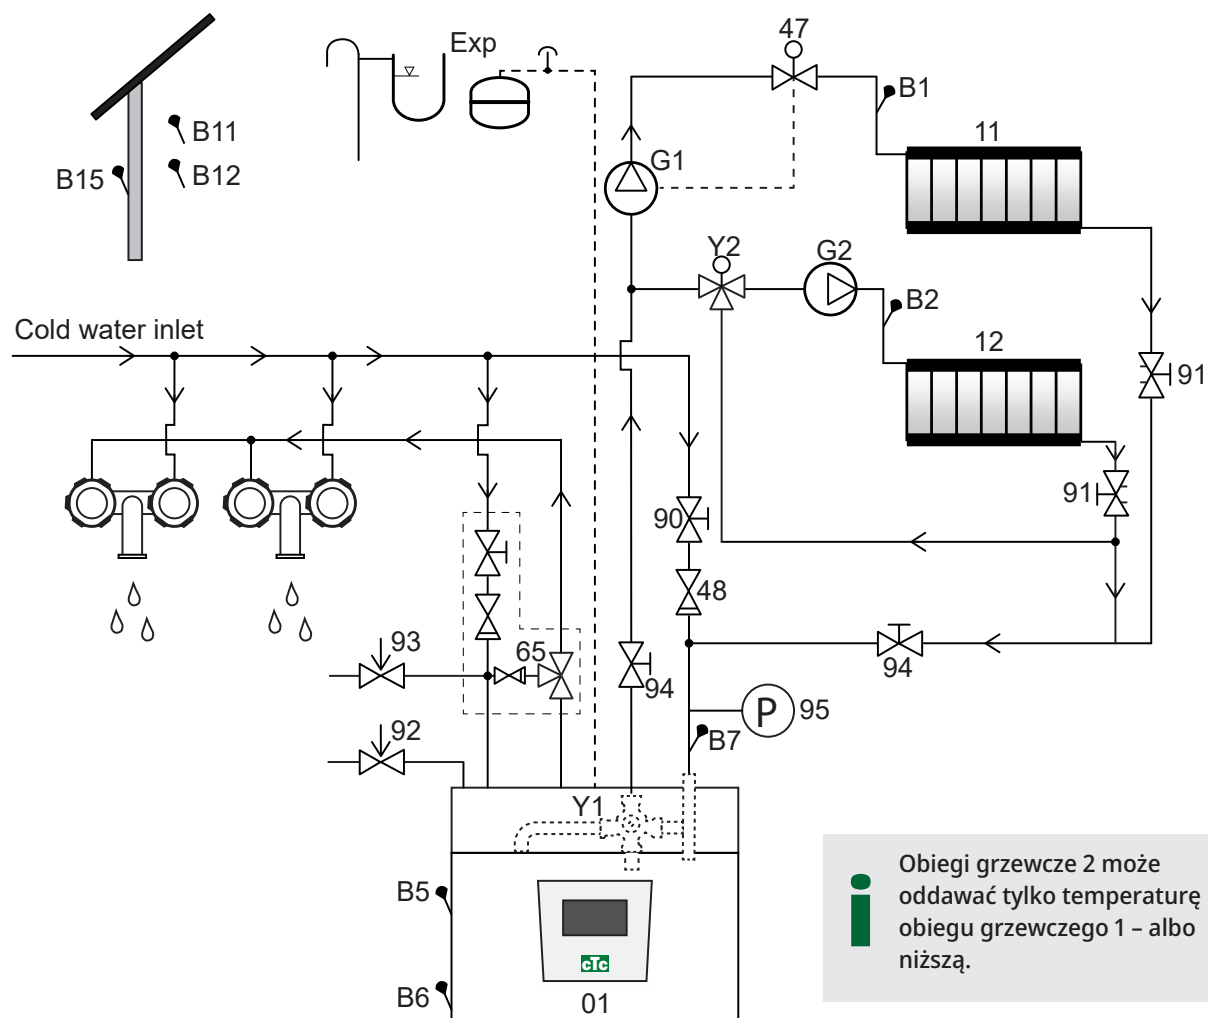 Exp
47
B1
B11
B12
B15
G1
11
Y2
G2
B2
Cold water inlet
12
91
91
90
48
93
65
94
94
92
P
95
B7
Y1
B5
B6
cTc
01
i
Obiegi grzewcze 2 może
oddawać tylko temperaturę
obiegu grzewczego 1 – albo
niższą.